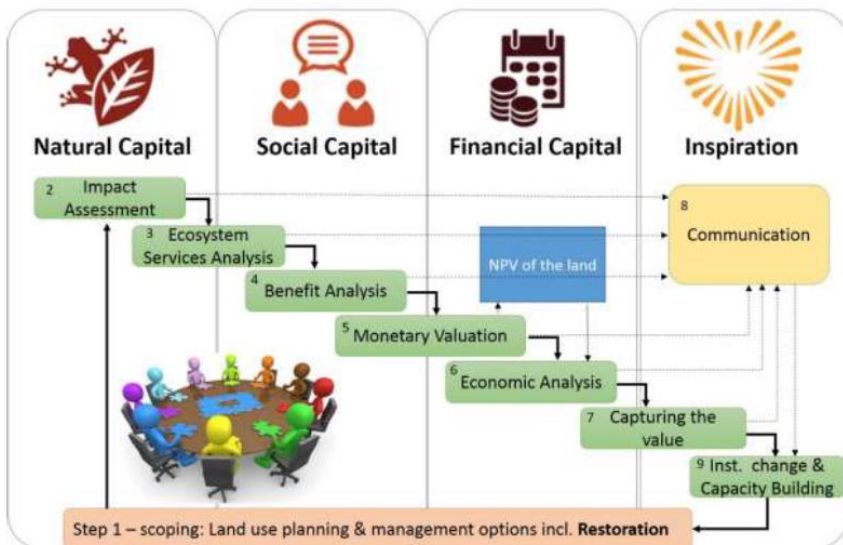 Natural Capital
Social Capital
Financial Capital
Inspiration
2
Impact
Assessment
3
Ecosystem
Services Analysis
4
Benefit Analysis
5
Monetary Valuation
NPV of the land
6
Economic Analysis
7
Capturing the
value
8
Communication
9
Inst. change &
Capacity Building
Step 1 – scoping: Land use planning & management options incl. Restoration